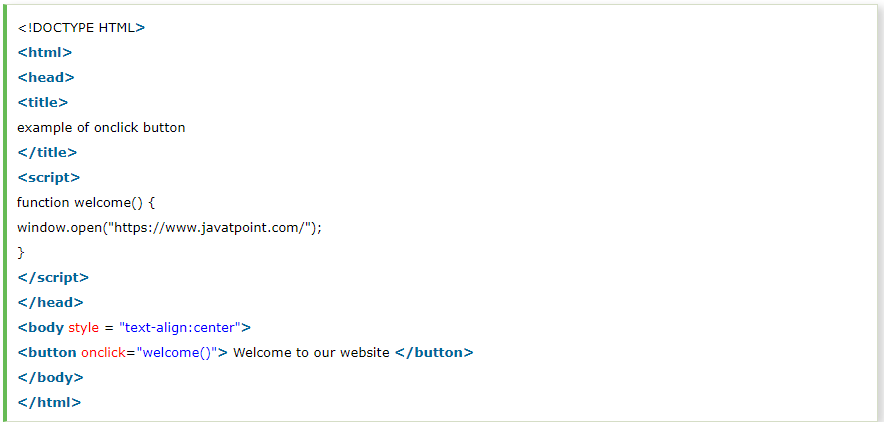 <!DOCTYPE HTML>
<html>
<head>
<title>
example of onclick button
</title>
<script>
function welcome() {
window.open("https://www.javatpoint.com/");
}
</script>
</head>
<body style = "text-align:center">
<button onclick="welcome()"> Welcome to our website </button>
</body>
</html>